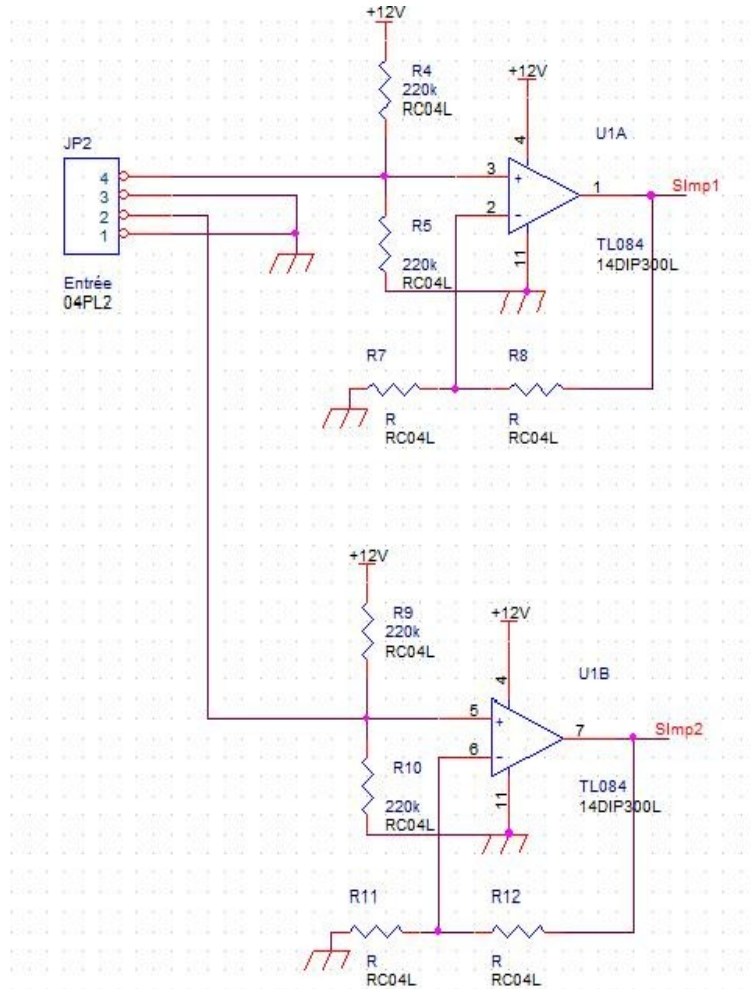 +12V
R4
220k
RC04L
+12V
4
U1A
JP2
4
3
2
1
3
+
1
SImp1
2
-
R5
11
TL084
14DIP300L
220k
RC04L
Entrée
04PL2
R7
R8
R
RC04L
R
RC04L
+12V
R9
220k
RC04L
+12V
4
U1B
5
+
7
SImp2
6
-
R10
11
TL084
14DIP300L
220k
RC04L
R11
R12
R
RC04L
R
RC04L